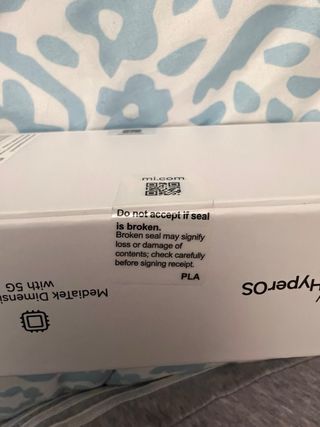 mi.com
Do not accept if seal
is broken.
Broken seal may signify
loss or damage of
contents; check carefully
before signing receipt.
PLA
HyperOS
MediaTek Dimensi
with 5G